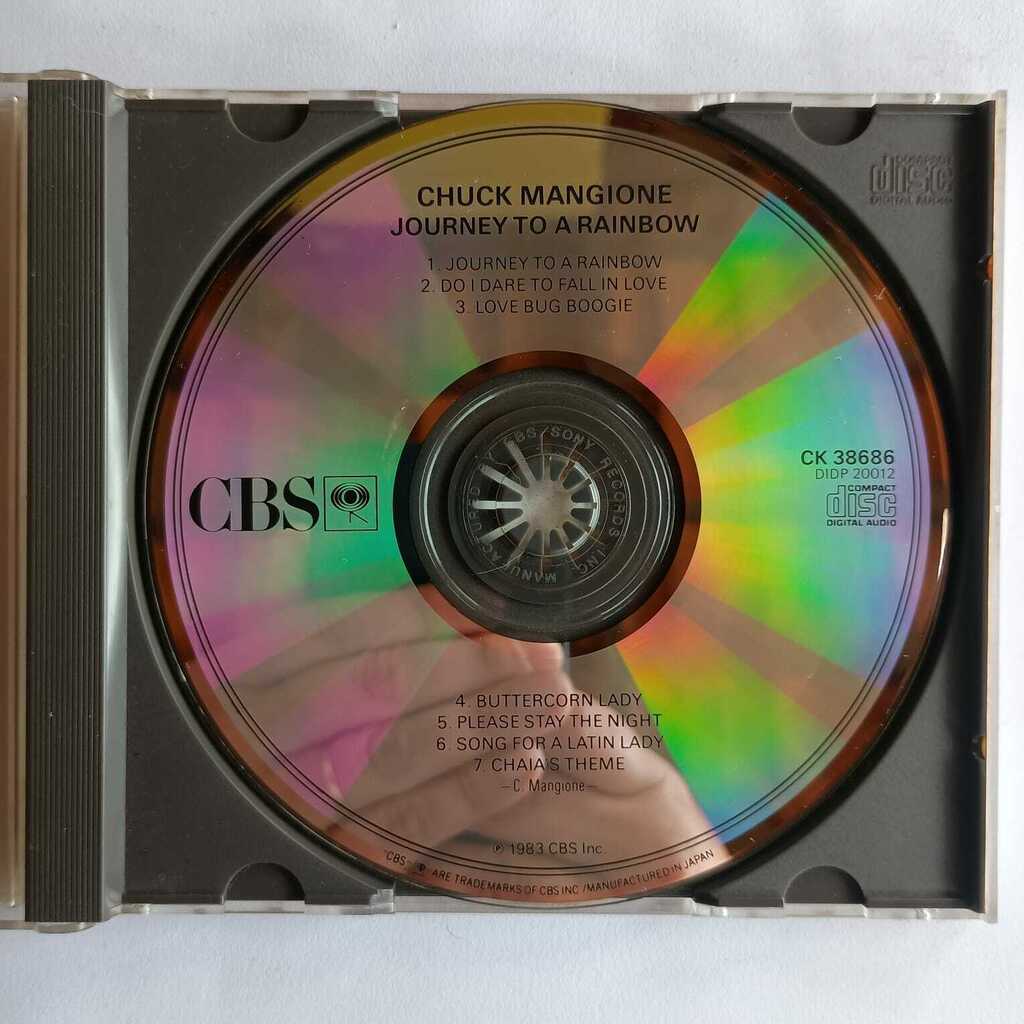 CHUCK MANGIONE
JOURNEY TO A RAINBOW
1. JOURNEY TO A RAINBOW
2. DO I DARE TO FALL IN LOVE
3. LOVE BUG BOOGIE
COMPACT
disc
DIGITAL AUDIO
CBS
CBS/SONY RECORDS INC.
CK 38686
DIDP 20012
COMPACT
disc
DIGITAL AUDIO
4. BUTTERCORN LADY
5. PLEASE STAY THE NIGHT
6. SONG FOR A LATIN LADY
7. CHAIA'S THEME
—C. Mangione—
℗ 1983 CBS Inc.
"CBS" ARE TRADEMARKS OF CBS INC./MANUFACTURED IN JAPAN